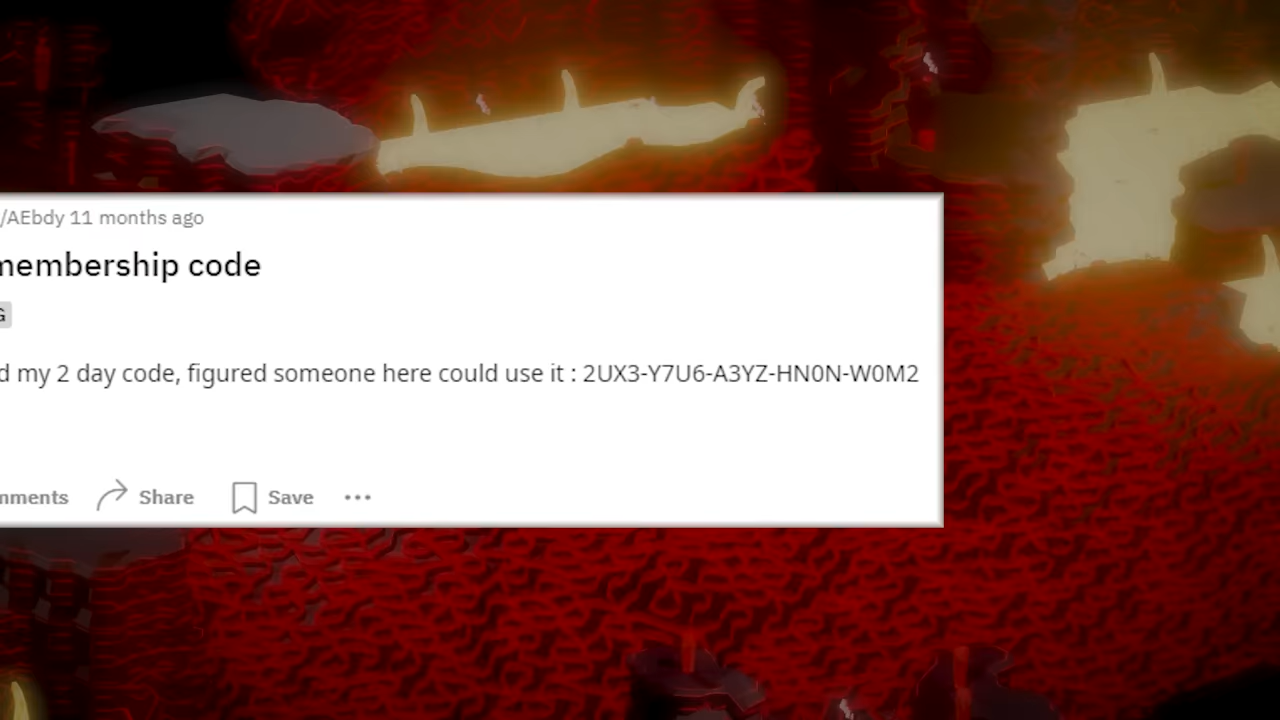 /AEbdy 11 months ago
membership code
G
d my 2 day code, figured someone here could use it : 2UX3-Y7U6-A3YZ-HN0N-W0M2
mments Share Save